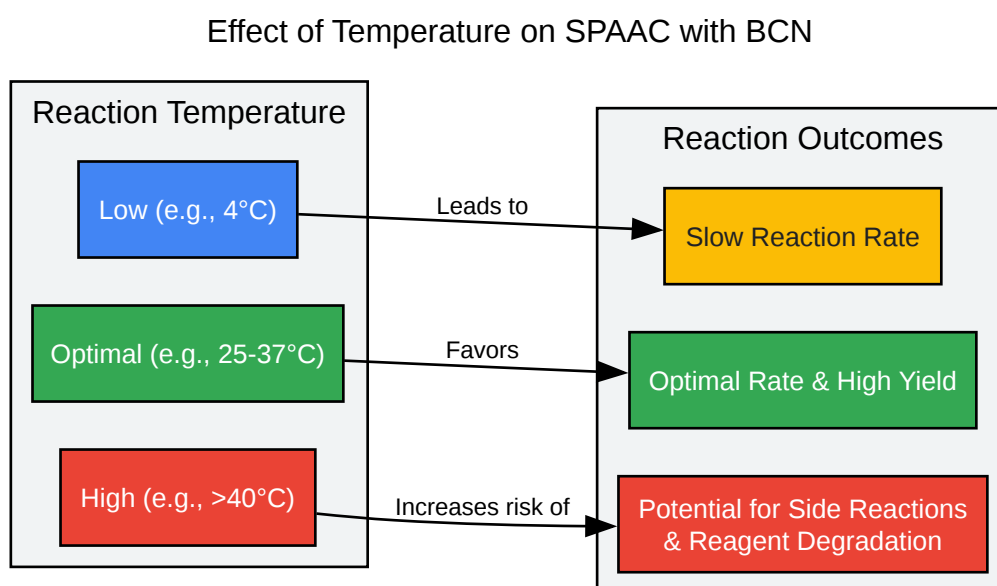 Effect of Temperature on SPAAC with BCN
Reaction Temperature
Reaction Outcomes
Low (e.g., 4°C)
Leads to
Slow Reaction Rate
Optimal (e.g., 25-37°C)
Favors
Optimal Rate & High Yield
High (e.g., >40°C)
Increases risk of
Potential for Side Reactions
& Reagent Degradation